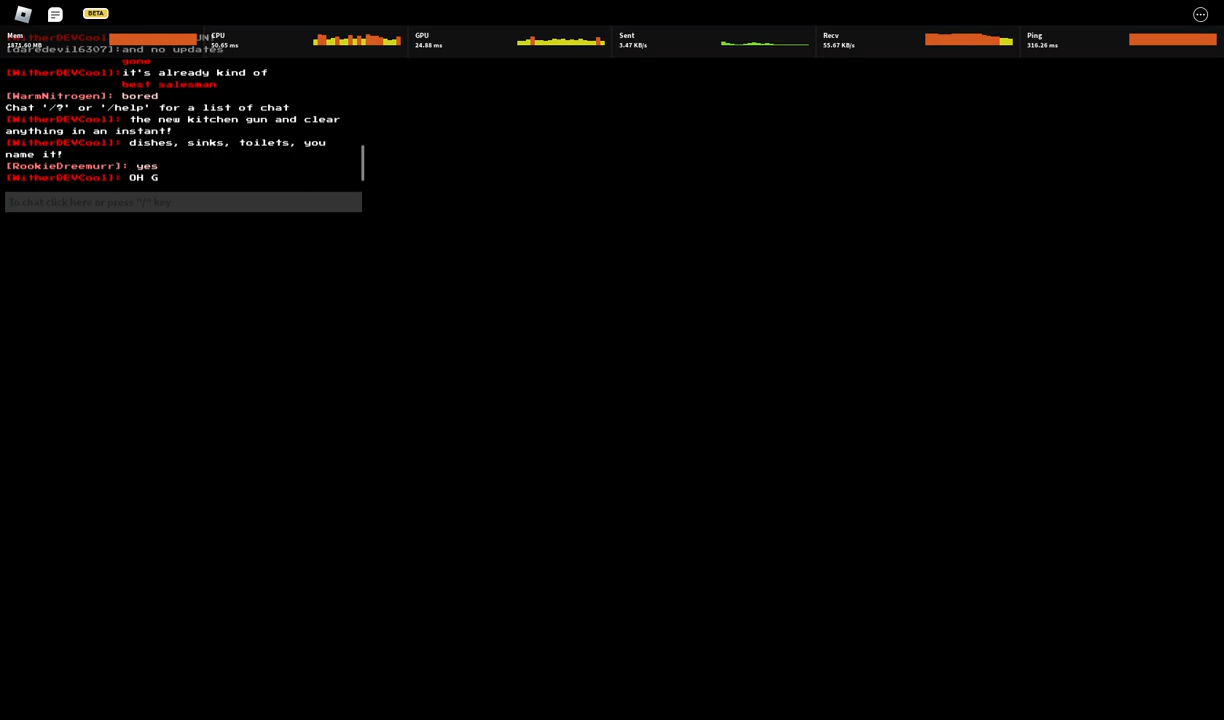 BETA
Mem
1871.60 MB
CPU
50.65 ms
GPU
24.88 ms
Sent
3.47 KB/s
Recv
55.67 KB/s
Ping
316.26 ms
[WitherDEVCool
[daredevil6307]: and no updates
gone
[WitherDEVCool]: it's already kind of
best salesman
[WarmNitrogen]: bored
Chat '/?' or '/help' for a list of chat
[WitherDEVCool]: the new kitchen gun and clear
anything in an instant!
[WitherDEVCool]: dishes, sinks, toilets, you
name it!
[RookieDreemurr]: yes
[WitherDEVCool]: OH G
To chat click here or press "/" key